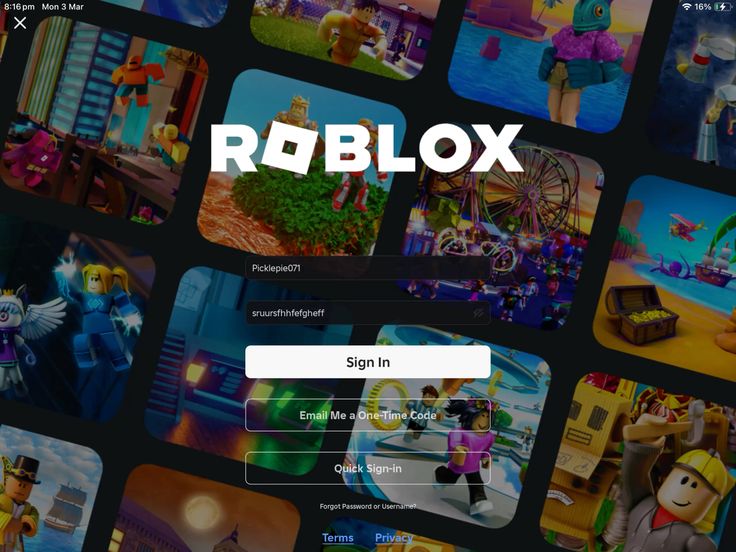 8:16 pm Mon 3 Mar
16%
ROBLOX
Picklepie071
sruursfhhfefgheff
Sign In
Email Me a One-Time Code
Quick Sign-in
Forgot Password or Username?
Terms Privacy